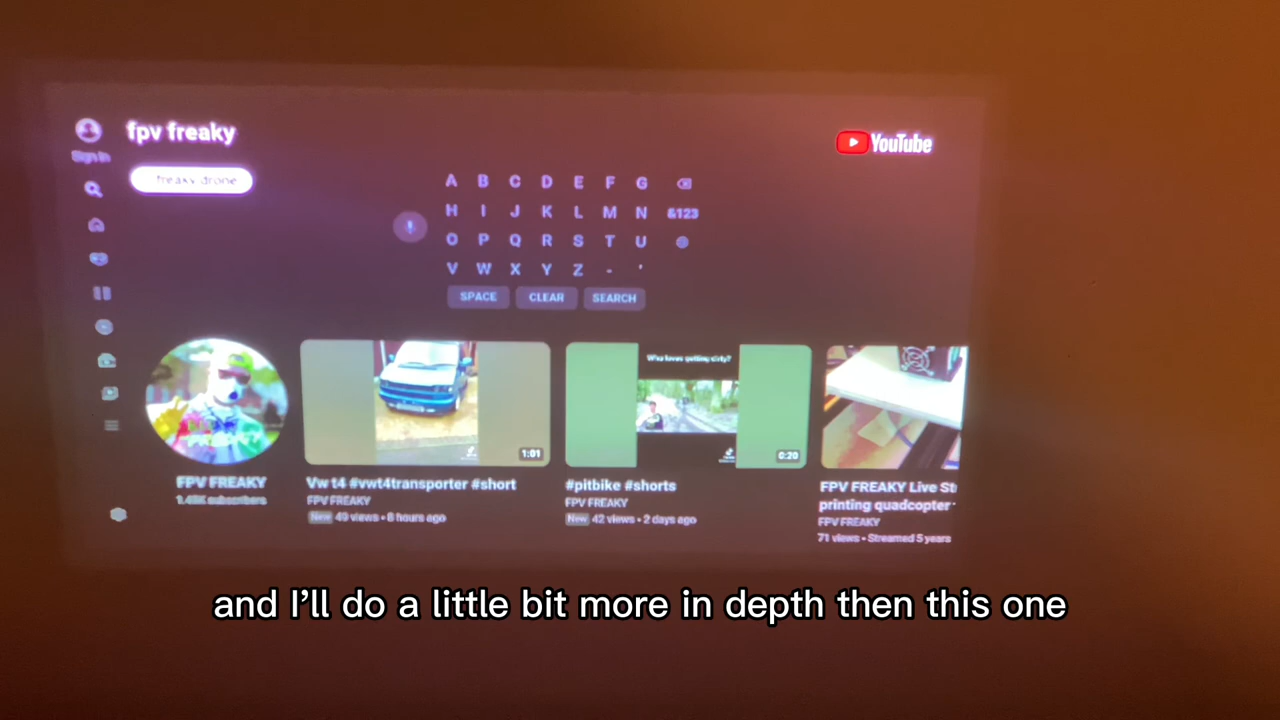 fpv freaky
YouTube
Sign in
freaky drone
A B C D E F G
H I J K L M N &123
O P Q R S T U
V W X Y Z - '
SPACE CLEAR SEARCH
Who loves getting dirty?
1:01
0:20
FPV FREAKY
subscribers
Vw t4 #vwt4transporter #short
FPV FREAKY
New 49 views • 8 hours ago
#pitbike #shorts
FPV FREAKY
New 42 views • 2 days ago
FPV FREAKY Live St
printing quadcopter
FPV FREAKY
71 views • Streamed 5 years
and I'll do a little bit more in depth then this one